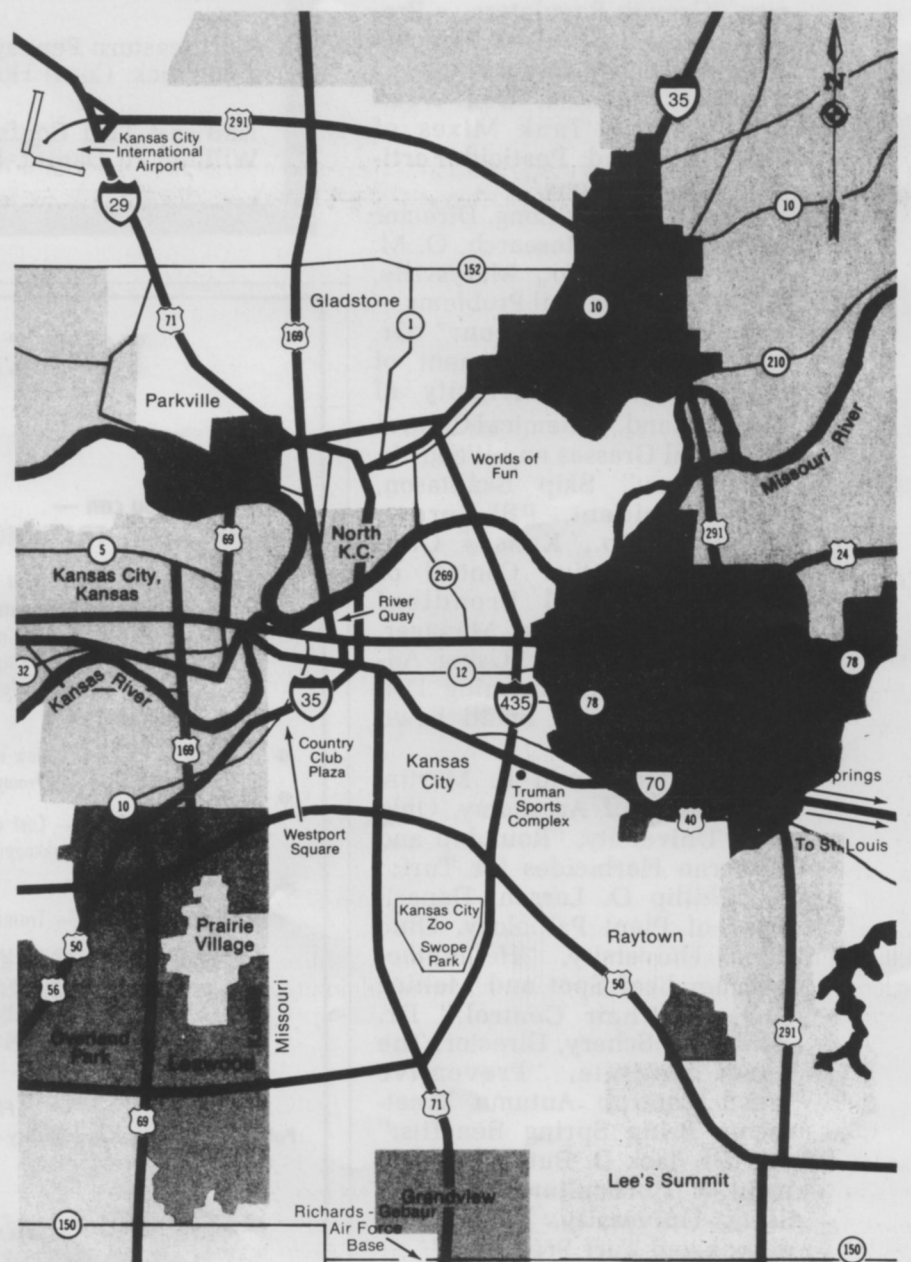 35
N
291
Kansas City
International
Airport
29
10
152
Gladstone
1
10
71
169
210
Parkville
Missouri River
Worlds of
Fun
69
North
K.C.
291
5
24
Kansas City,
Kansas
269
River
Quay
12
78
32
Kansas River
35
435
78
169
Country
Club
Plaza
Kansas
City
Truman
Sports
Complex
70
prings
10
40
Westport
Square
To St. Louis
Kansas City
Zoo
Swope
Park
Prairie
Village
Raytown
50
56
50
Missouri
291
Overland
Park
Leawood
69
71
Lee's Summit
Grandview
Richards - Gebaur
Air Force
Base
150
150